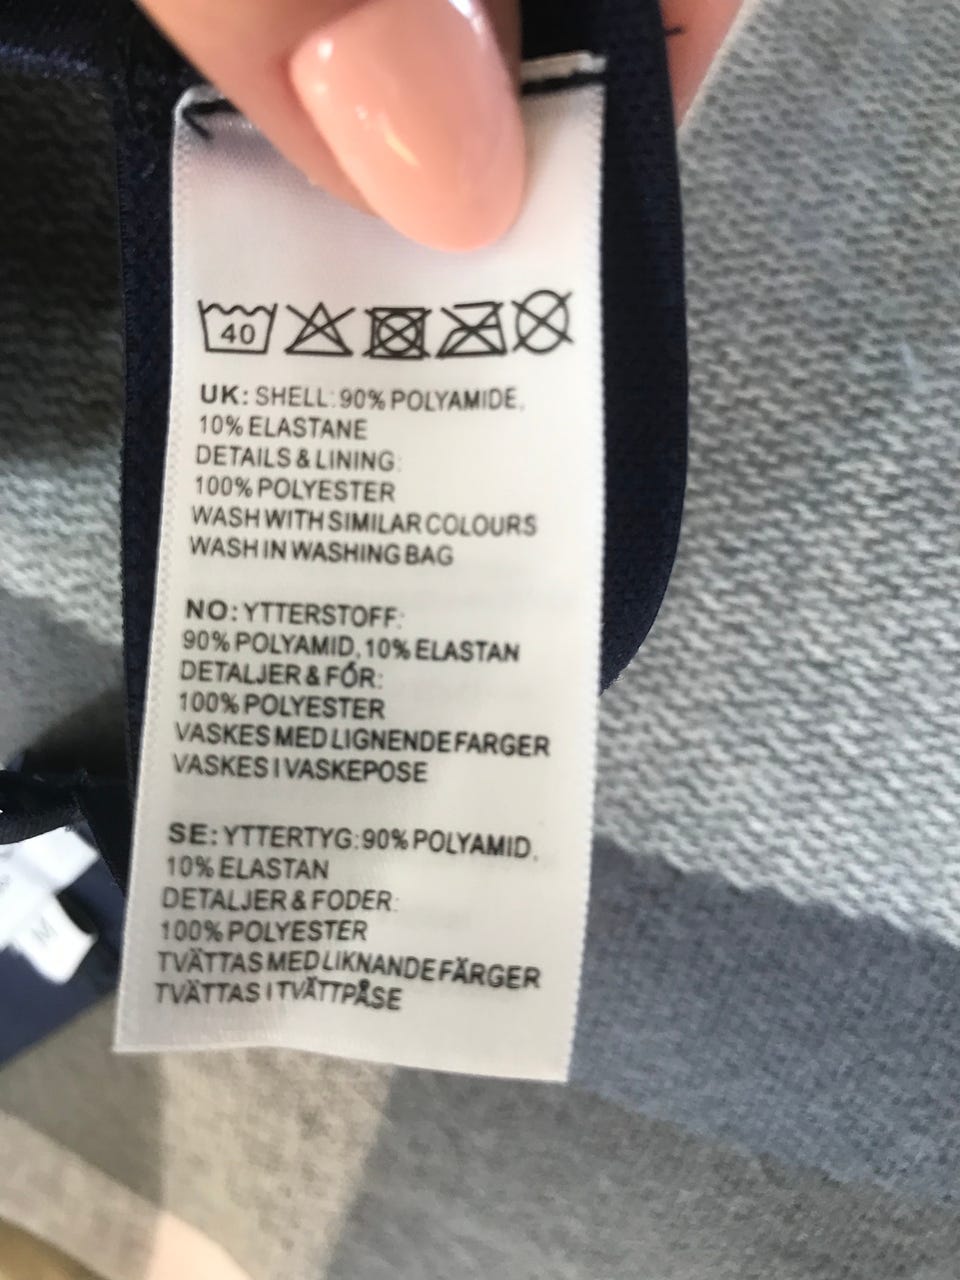 40
UK: SHELL: 90% POLYAMIDE,
10% ELASTANE
DETAILS & LINING:
100% POLYESTER
WASH WITH SIMILAR COLOURS
WASH IN WASHING BAG
NO: YTTERSTOFF:
90% POLYAMID, 10% ELASTAN
DETALJER & FÓR:
100% POLYESTER
VASKES MED LIGNENDE FARGER
VASKES I VASKEPOSE
SE: YTTERTYG: 90% POLYAMID,
10% ELASTAN
DETALJER & FODER:
100% POLYESTER
TVÄTTAS MED LIKNANDE FÄRGER
TVÄTTAS I TVÄTTPÅSE
M